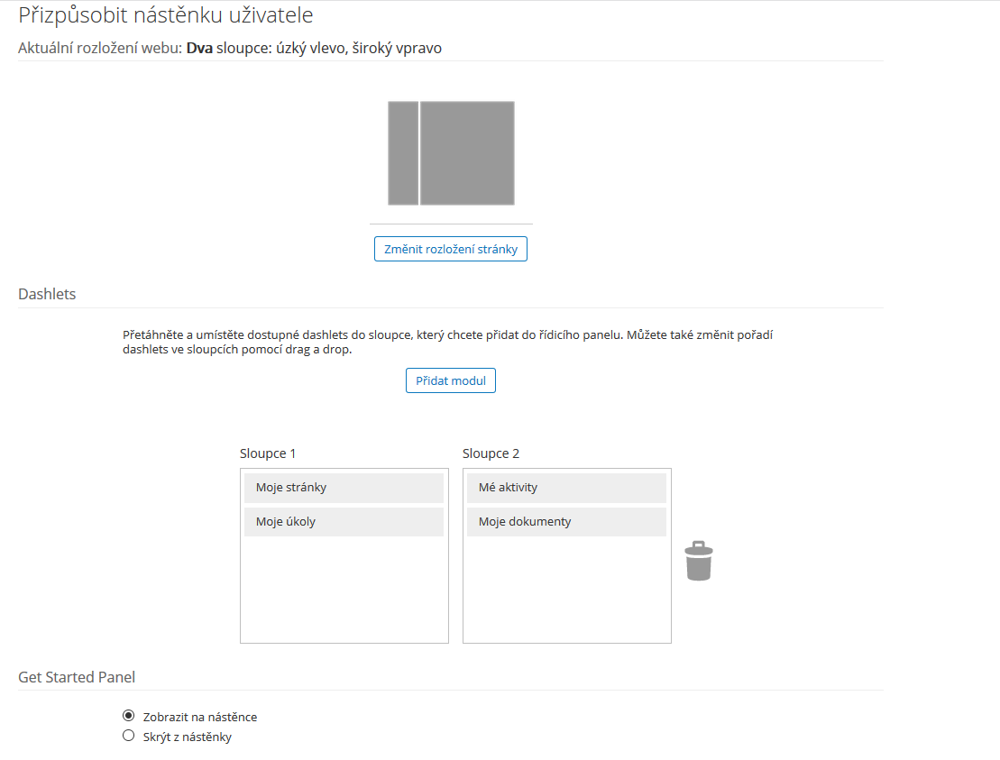 Přizpůsobit nástěnku uživatele
Aktuální rozložení webu: Dva sloupce: úzký vlevo, široký vpravo
Změnit rozložení stránky
Dashlets
Přetáhněte a umístěte dostupné dashlets do sloupce, který chcete přidat do řídicího panelu. Můžete také změnit pořadí
dashlets ve sloupcích pomocí drag a drop.
Přidat modul
Sloupce 1
Moje stránky
Moje úkoly
Sloupce 2
Mé aktivity
Moje dokumenty
Get Started Panel
Zobrazit na nástěnce
Skrýt z nástěnky